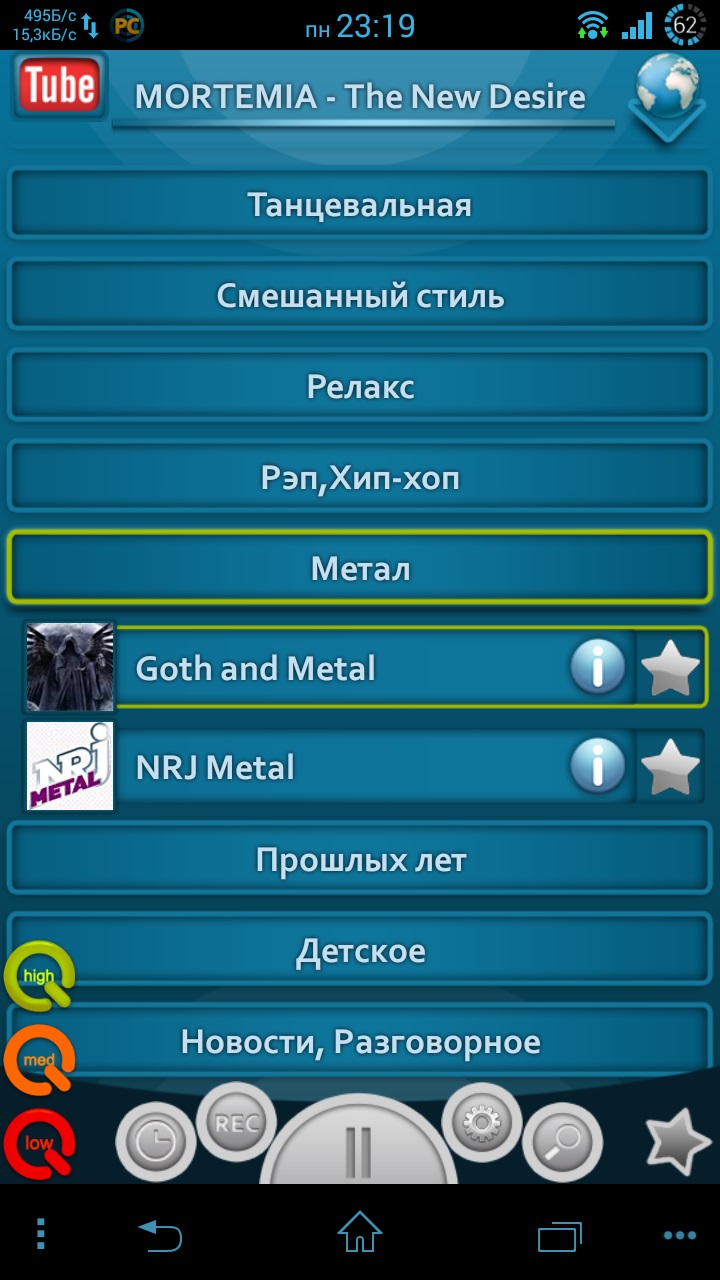 495Б/с
15,3кБ/с
PC
пн 23:19
62
Tube
MORTEMIA - The New Desire
Танцевальная
Смешанный стиль
Релакс
Рэп,Хип-хоп
Метал
Goth and Metal
i
NRJ METAL
NRJ Metal
i
Прошлых лет
Детское
high
Новости, Разговорное
med
low
REC